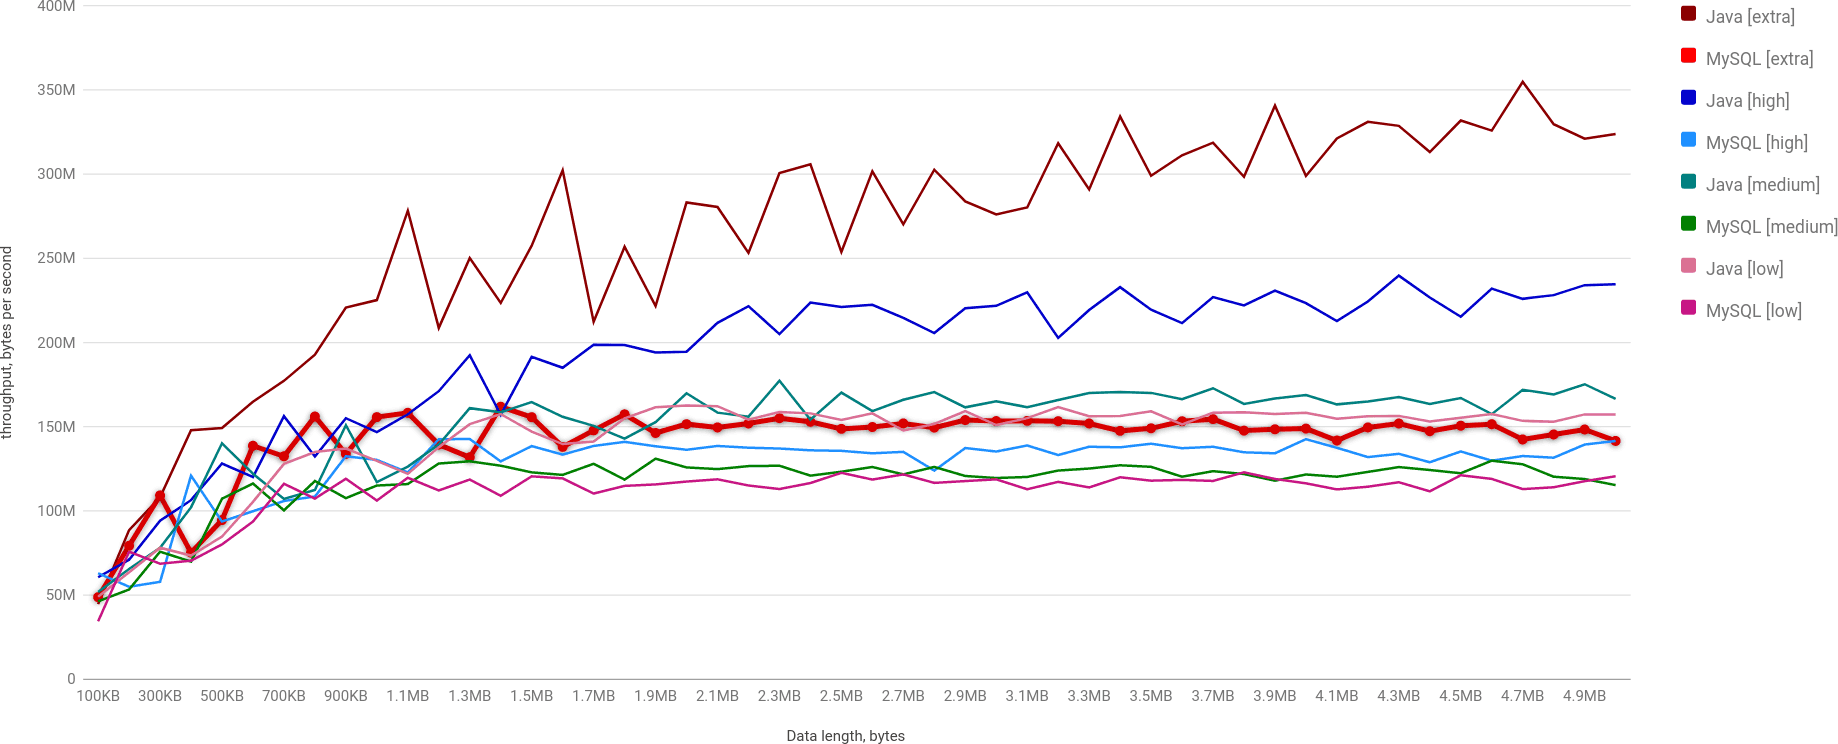 400M
350M
300M
250M
200M
150M
100M
50M
0
throughput, bytes per second
100KB 300KB 500KB 700KB 900KB 1.1MB 1.3MB 1.5MB 1.7MB 1.9MB 2.1MB 2.3MB 2.5MB 2.7MB 2.9MB 3.1MB 3.3MB 3.5MB 3.7MB 3.9MB 4.1MB 4.3MB 4.5MB 4.7MB 4.9MB
Data length, bytes
Java [extra]
MySQL [extra]
Java [high]
MySQL [high]
Java [medium]
MySQL [medium]
Java [low]
MySQL [low]